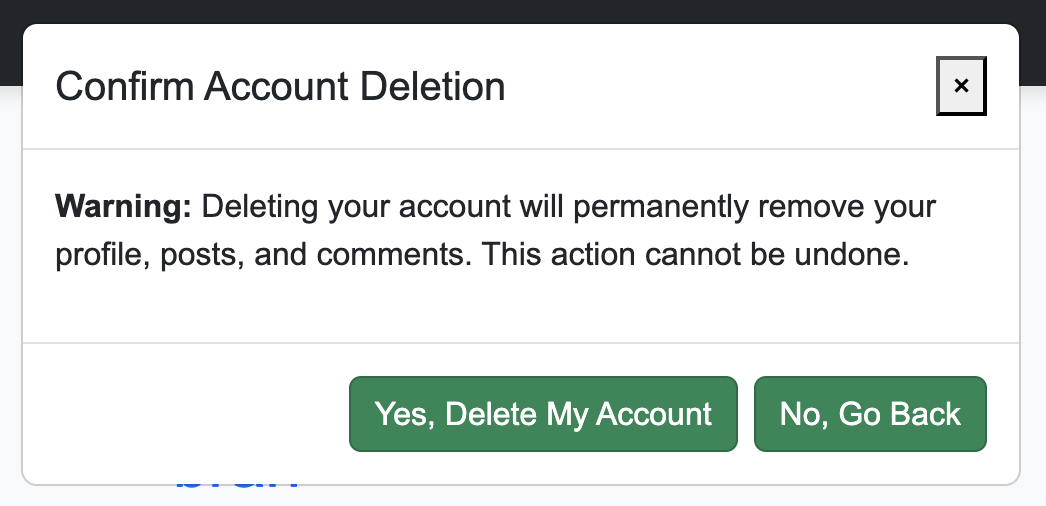 Confirm Account Deletion
×
Warning: Deleting your account will permanently remove your
profile, posts, and comments. This action cannot be undone.
Yes, Delete My Account
No, Go Back